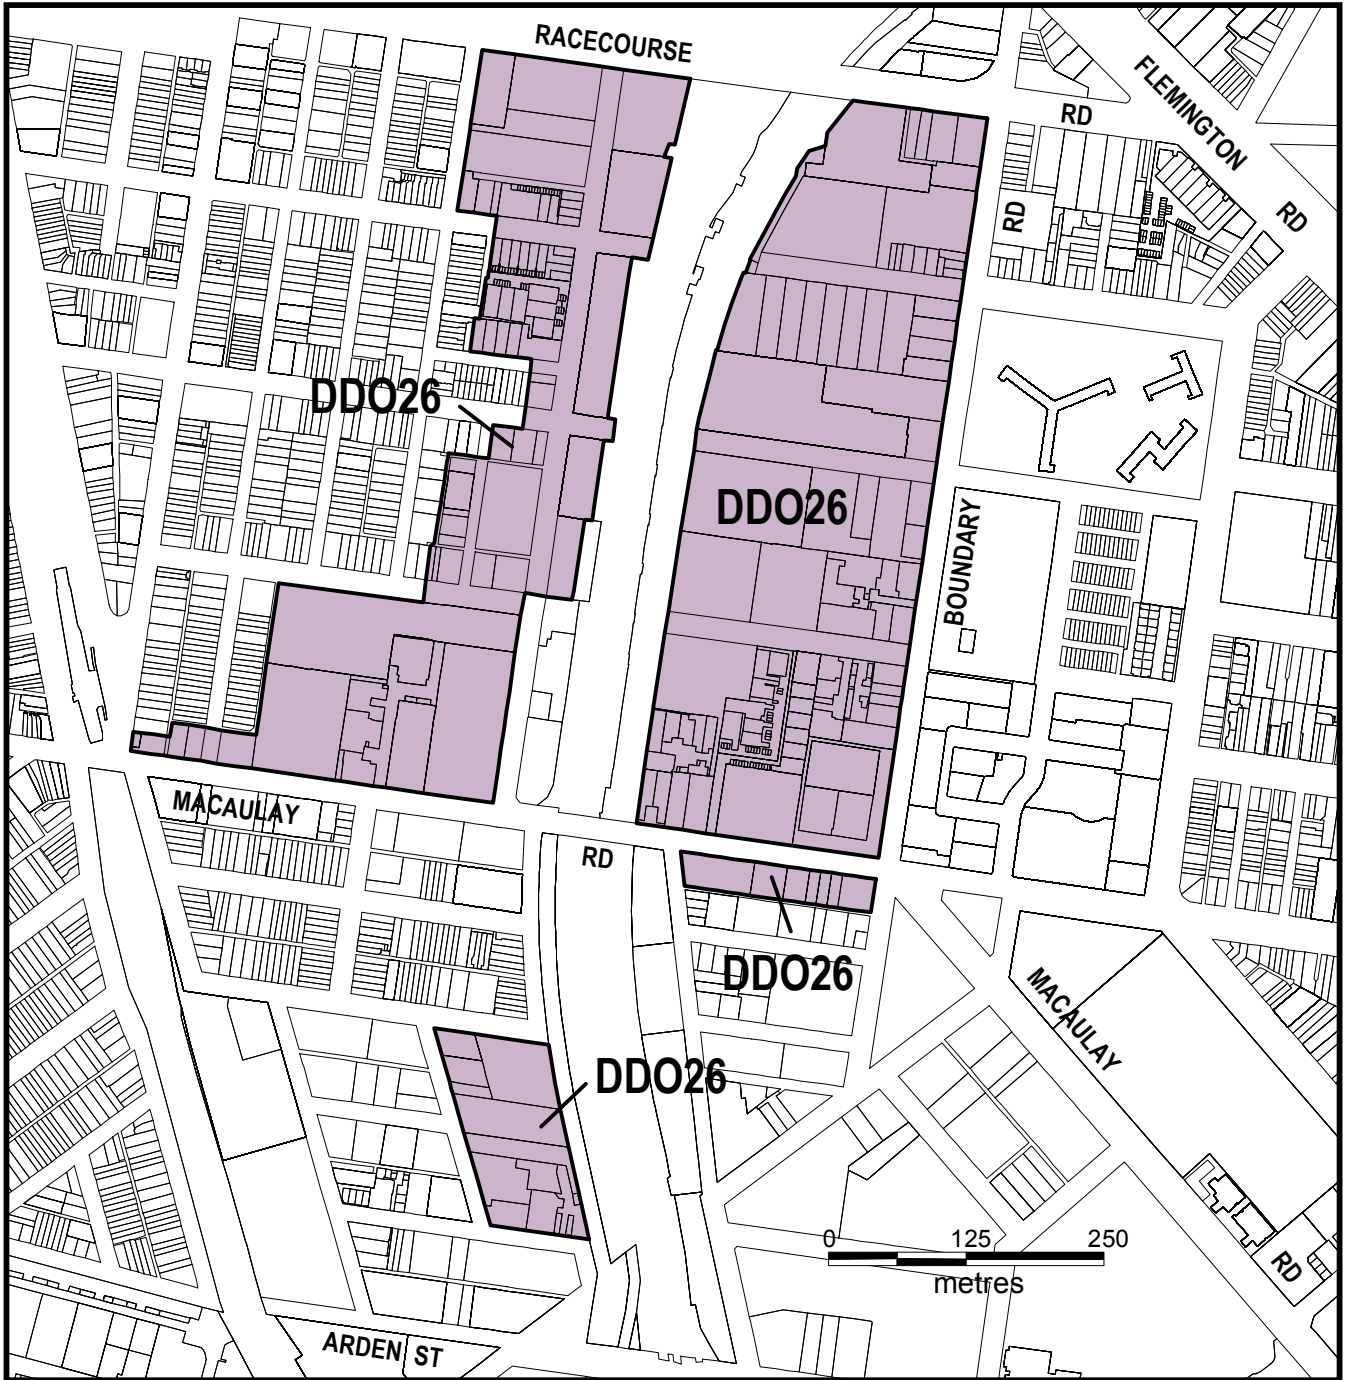 RACECOURSE
FLEMINGTON
RD
RD
RD
DDO26
DDO26
BOUNDARY
MACAULAY
RD
DDO26
MACAULAY
DDO26
0 125 250
metres
RD
ARDEN ST